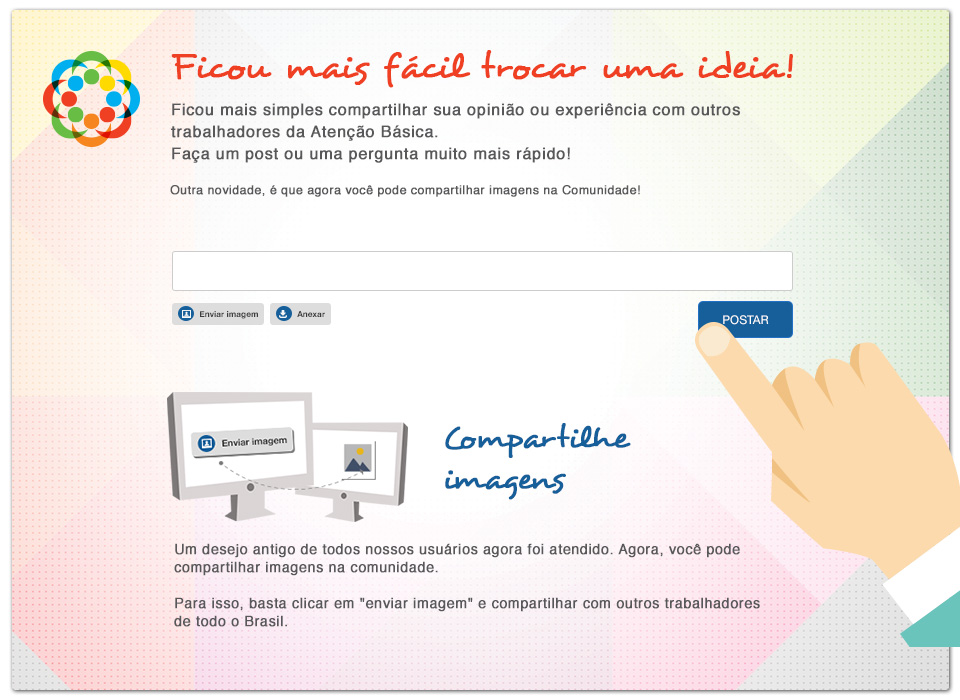 Ficou mais fácil trocar uma ideia!
Ficou mais simples compartilhar sua opinião ou experiência com outros
trabalhadores da Atenção Básica.
Faça um post ou uma pergunta muito mais rápido!
Outra novidade, é que agora você pode compartilhar imagens na Comunidade!
Enviar imagem
Anexar
POSTAR
Enviar imagem
Compartilhe
imagens
Um desejo antigo de todos nossos usuários agora foi atendido. Agora, você pode
compartilhar imagens na comunidade.
Para isso, basta clicar em "enviar imagem" e compartilhar com outros trabalhadores
de todo o Brasil.